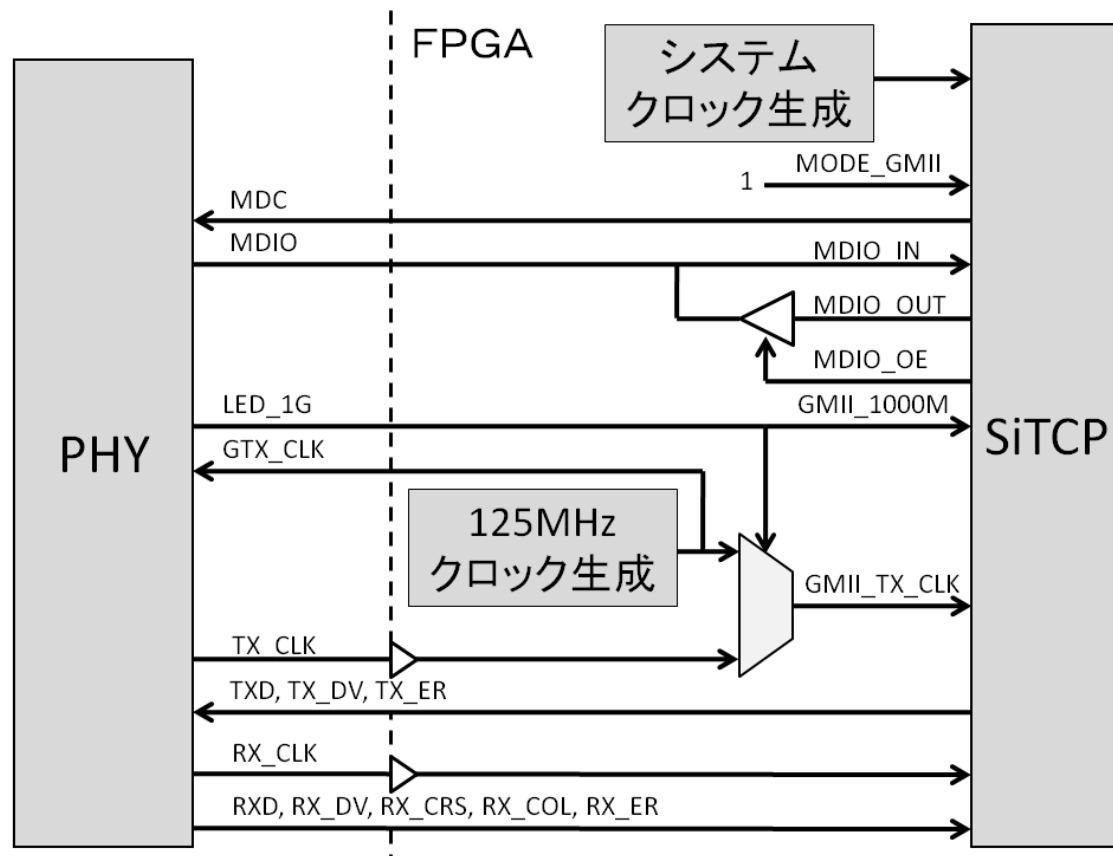 FPGA
システム
クロック生成
MODE_GMII
1
MDC
MDIO
MDIO_IN
MDIO_OUT
MDIO_OE
LED_1G
GMII_1000M
PHY
SiTCP
GTX_CLK
125MHz
クロック生成
GMII_TX_CLK
TX_CLK
TXD, TX_DV, TX_ER
RX_CLK
RXD, RX_DV, RX_CRS, RX_COL, RX_ER